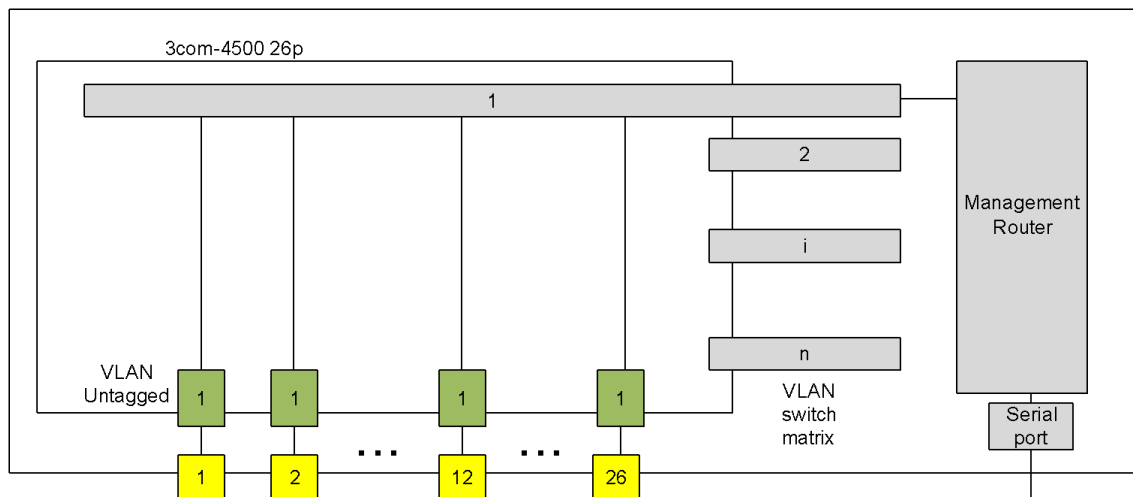 3com-4500 26p
1
2
i
n
Management
Router
VLAN
Untagged
1
1
1
1
VLAN
switch
matrix
Serial
port
1
2
...
12
...
26